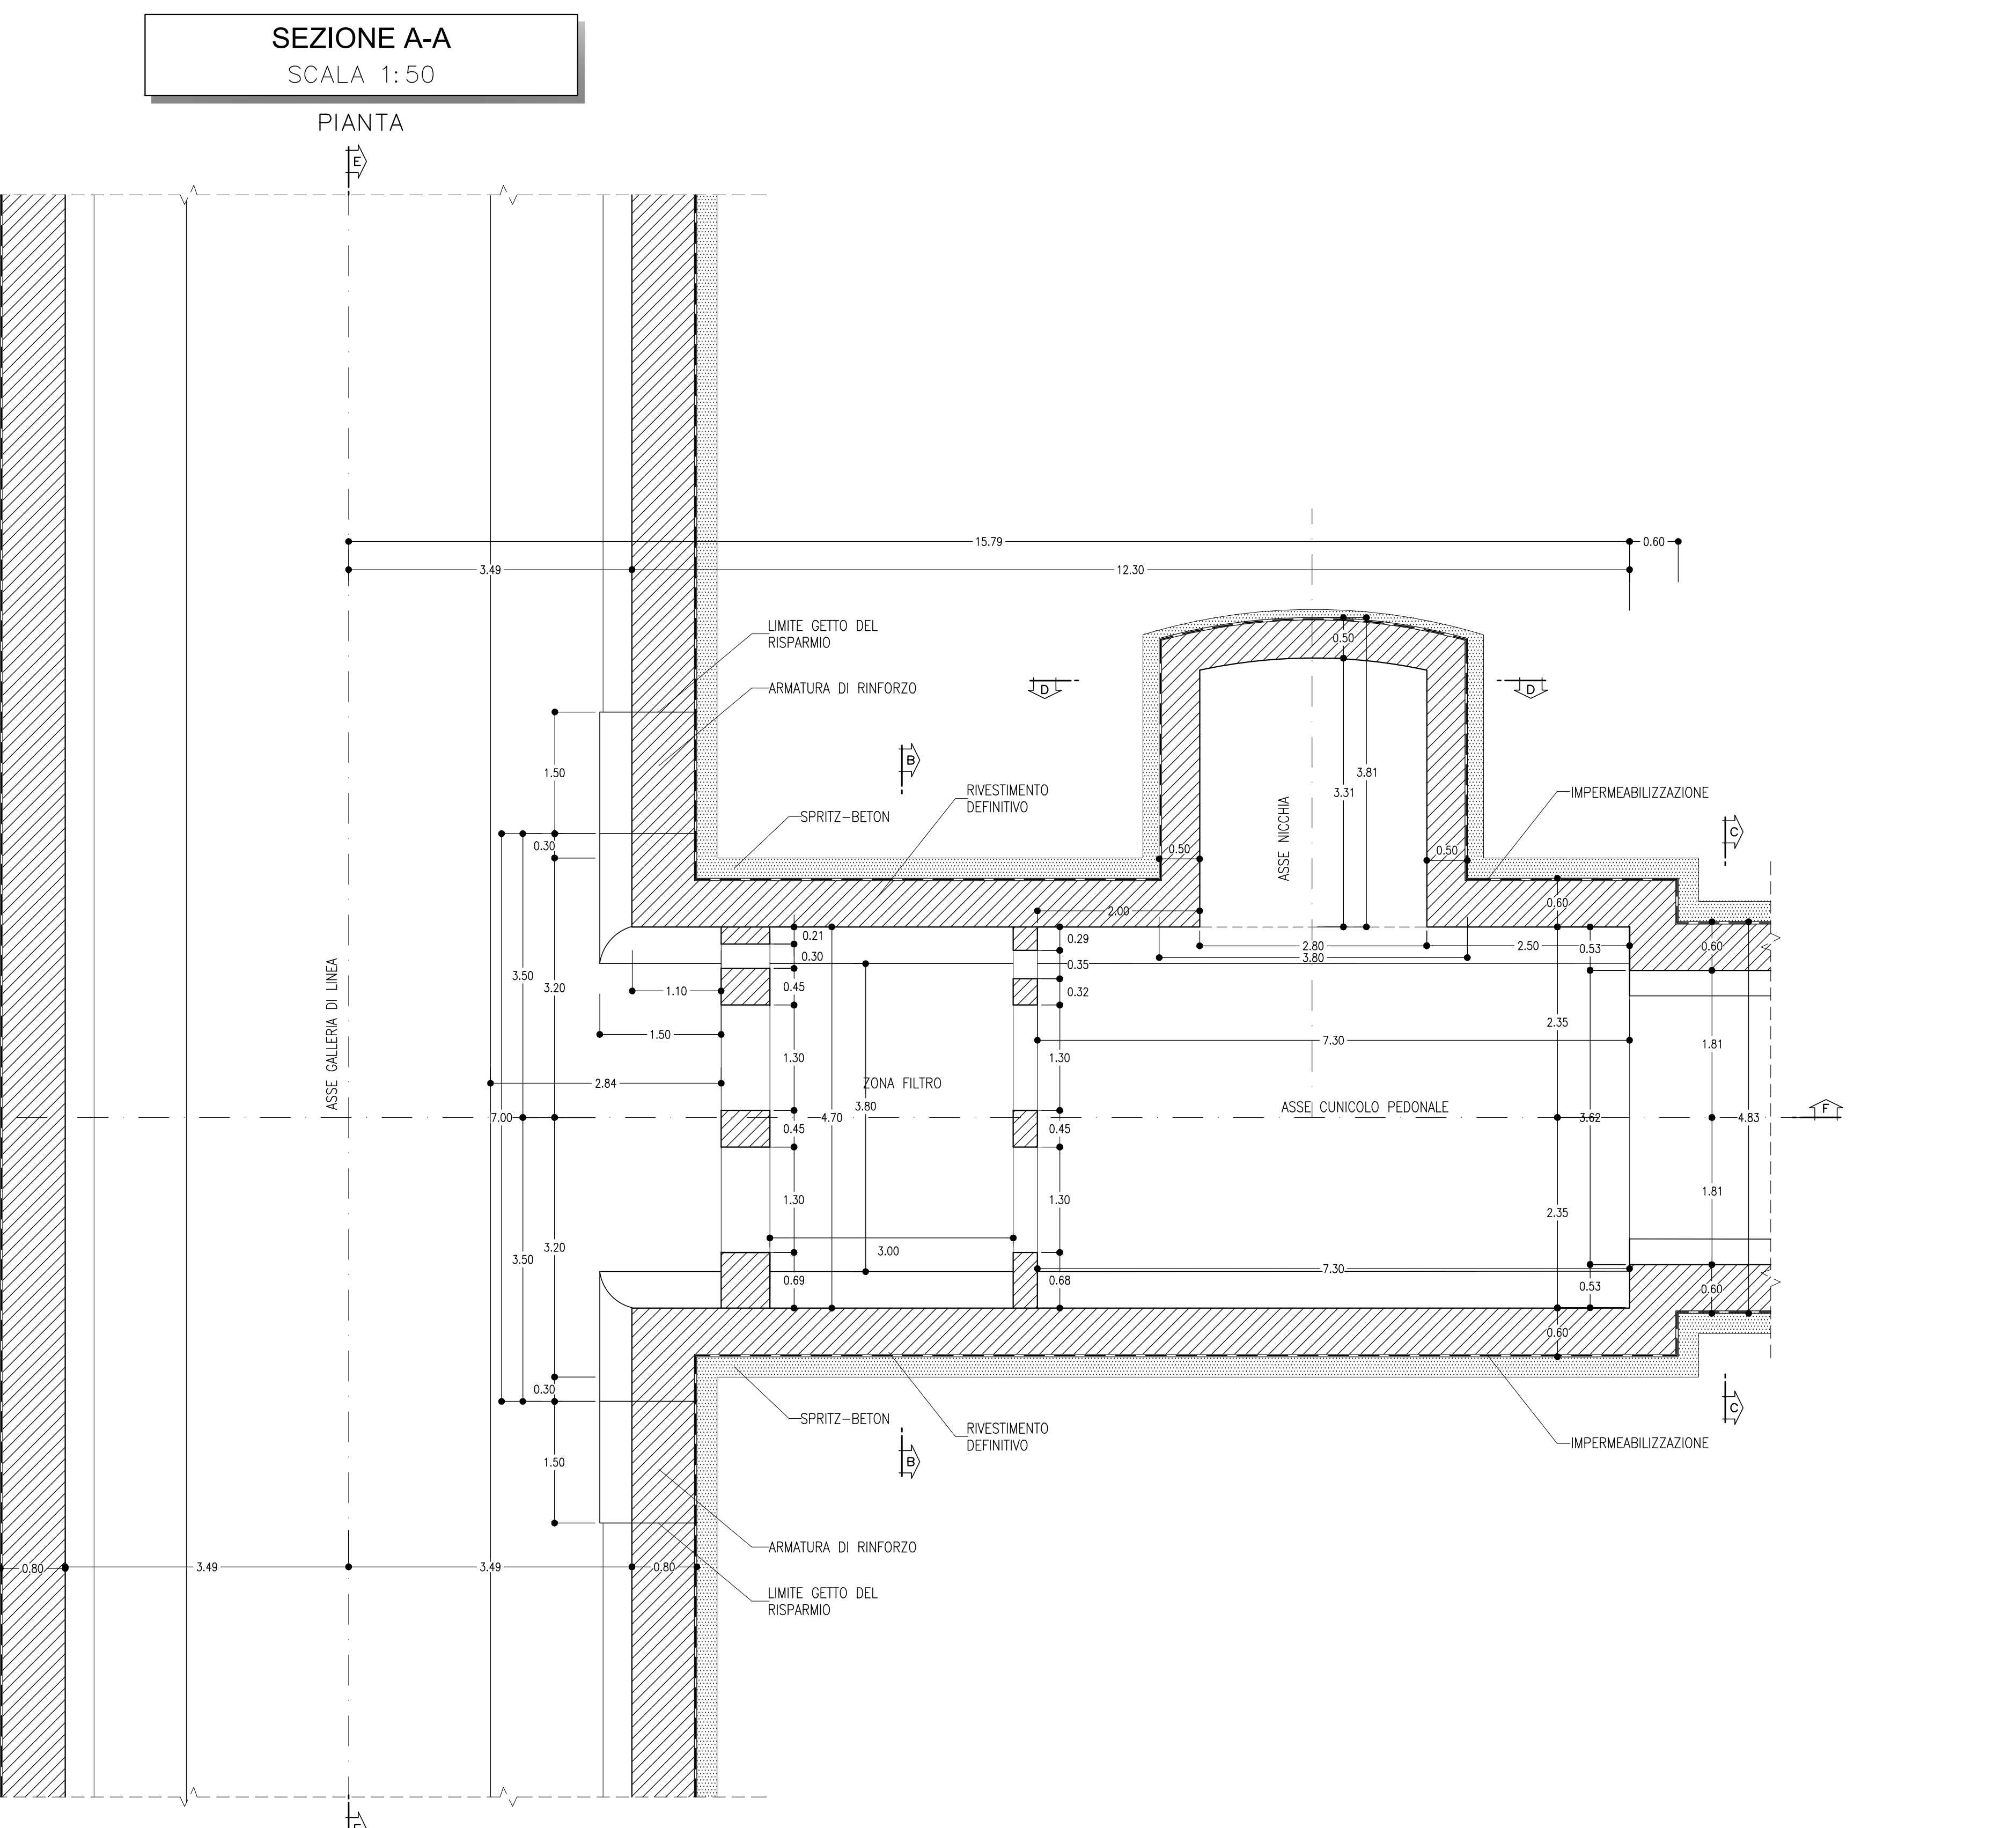 SEZIONE A-A
SCALA 1:50
PIANTA
E
15.79
0.60
3.49
12.30
LIMITE GETTO DEL
RISPARMIO
0.50
ARMATURA DI RINFORZO
D
D
B
1.50
3.81
3.31
RIVESTIMENTO
DEFINITIVO
IMPERMEABILIZZAZIONE
SPRITZ-BETON
ASSE NICCHIA
C
0.30
0.50
0.50
0.60
2.00
0.21
0.29
2.80
2.50
0.53
0.60
0.30
0.35
3.80
3.50
3.20
0.45
0.32
1.10
2.35
1.50
7.30
1.81
ASSE GALLERIA DI LINEA
1.30
1.30
2.84
ZONA FILTRO
3.80
ASSE CUNICOLO PEDONALE
F
7.00
4.70
3.62
4.83
0.45
0.45
1.30
1.30
1.81
2.35
3.50
3.20
3.00
7.30
0.69
0.68
0.53
0.60
0.60
0.30
SPRITZ-BETON
RIVESTIMENTO
DEFINITIVO
IMPERMEABILIZZAZIONE
C
B
1.50
ARMATURA DI RINFORZO
0.80
3.49
3.49
0.80
LIMITE GETTO DEL
RISPARMIO